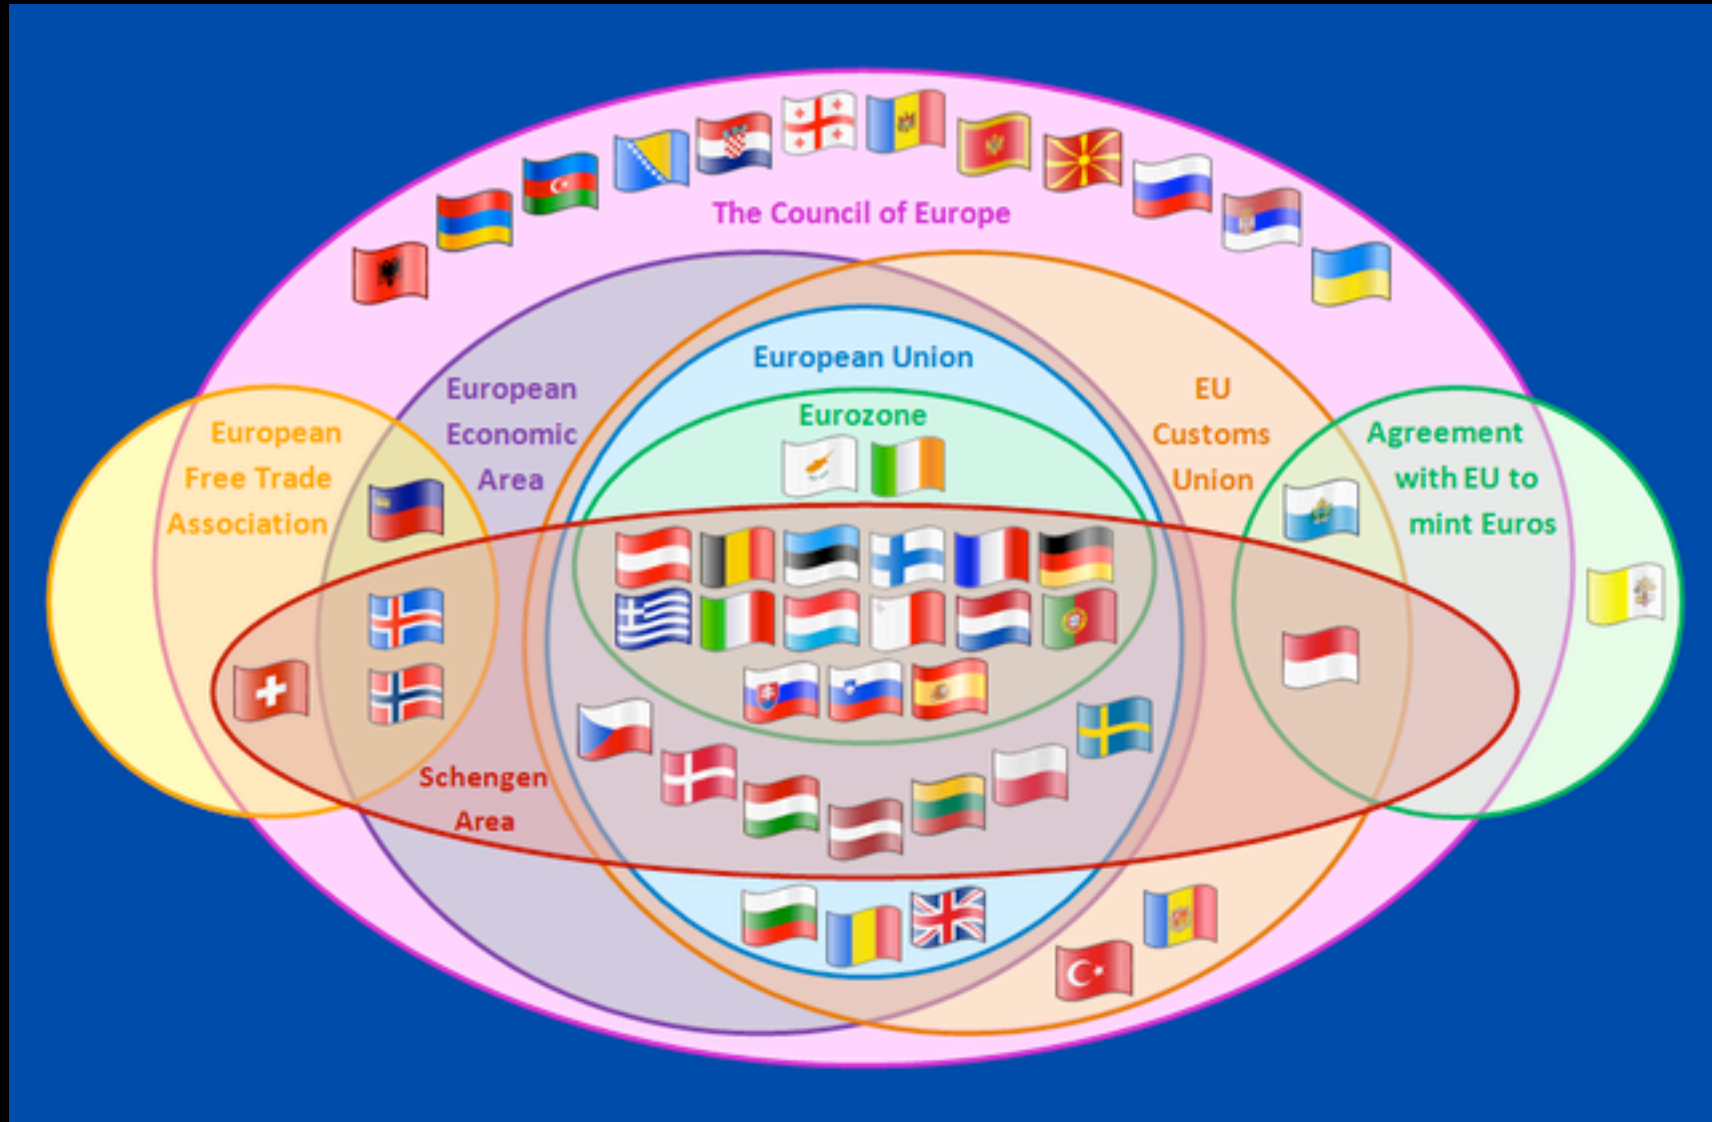 The Council of Europe
European Union
European
Economic
Area
EU
Customs
Union
Eurozone
European
Free Trade
Association
Agreement
with EU to
mint Euros
Schengen
Area